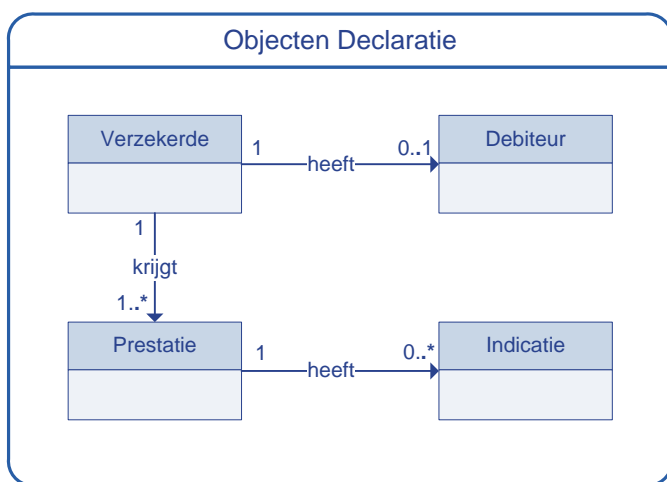 Objecten Declaratie
Verzekerde
1
heeft
0..1
Debiteur
1
krijgt
1..*
Prestatie
1
heeft
0..*
Indicatie